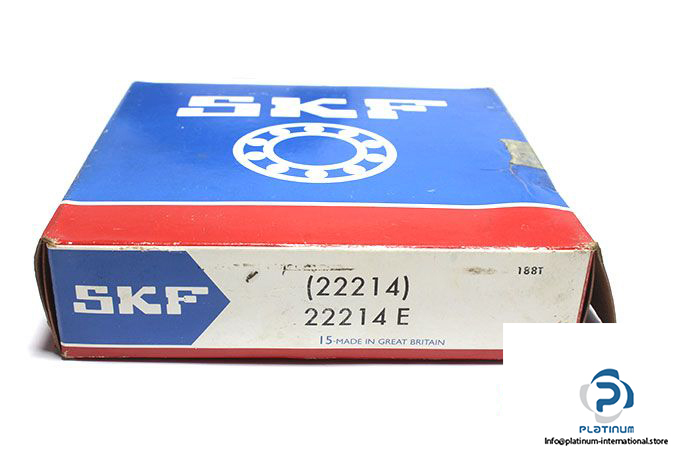 SKF
188T
SKF
(22214)
22214 E
15-MADE IN GREAT BRITAIN
PLATINUM
Info@platinum-international.store